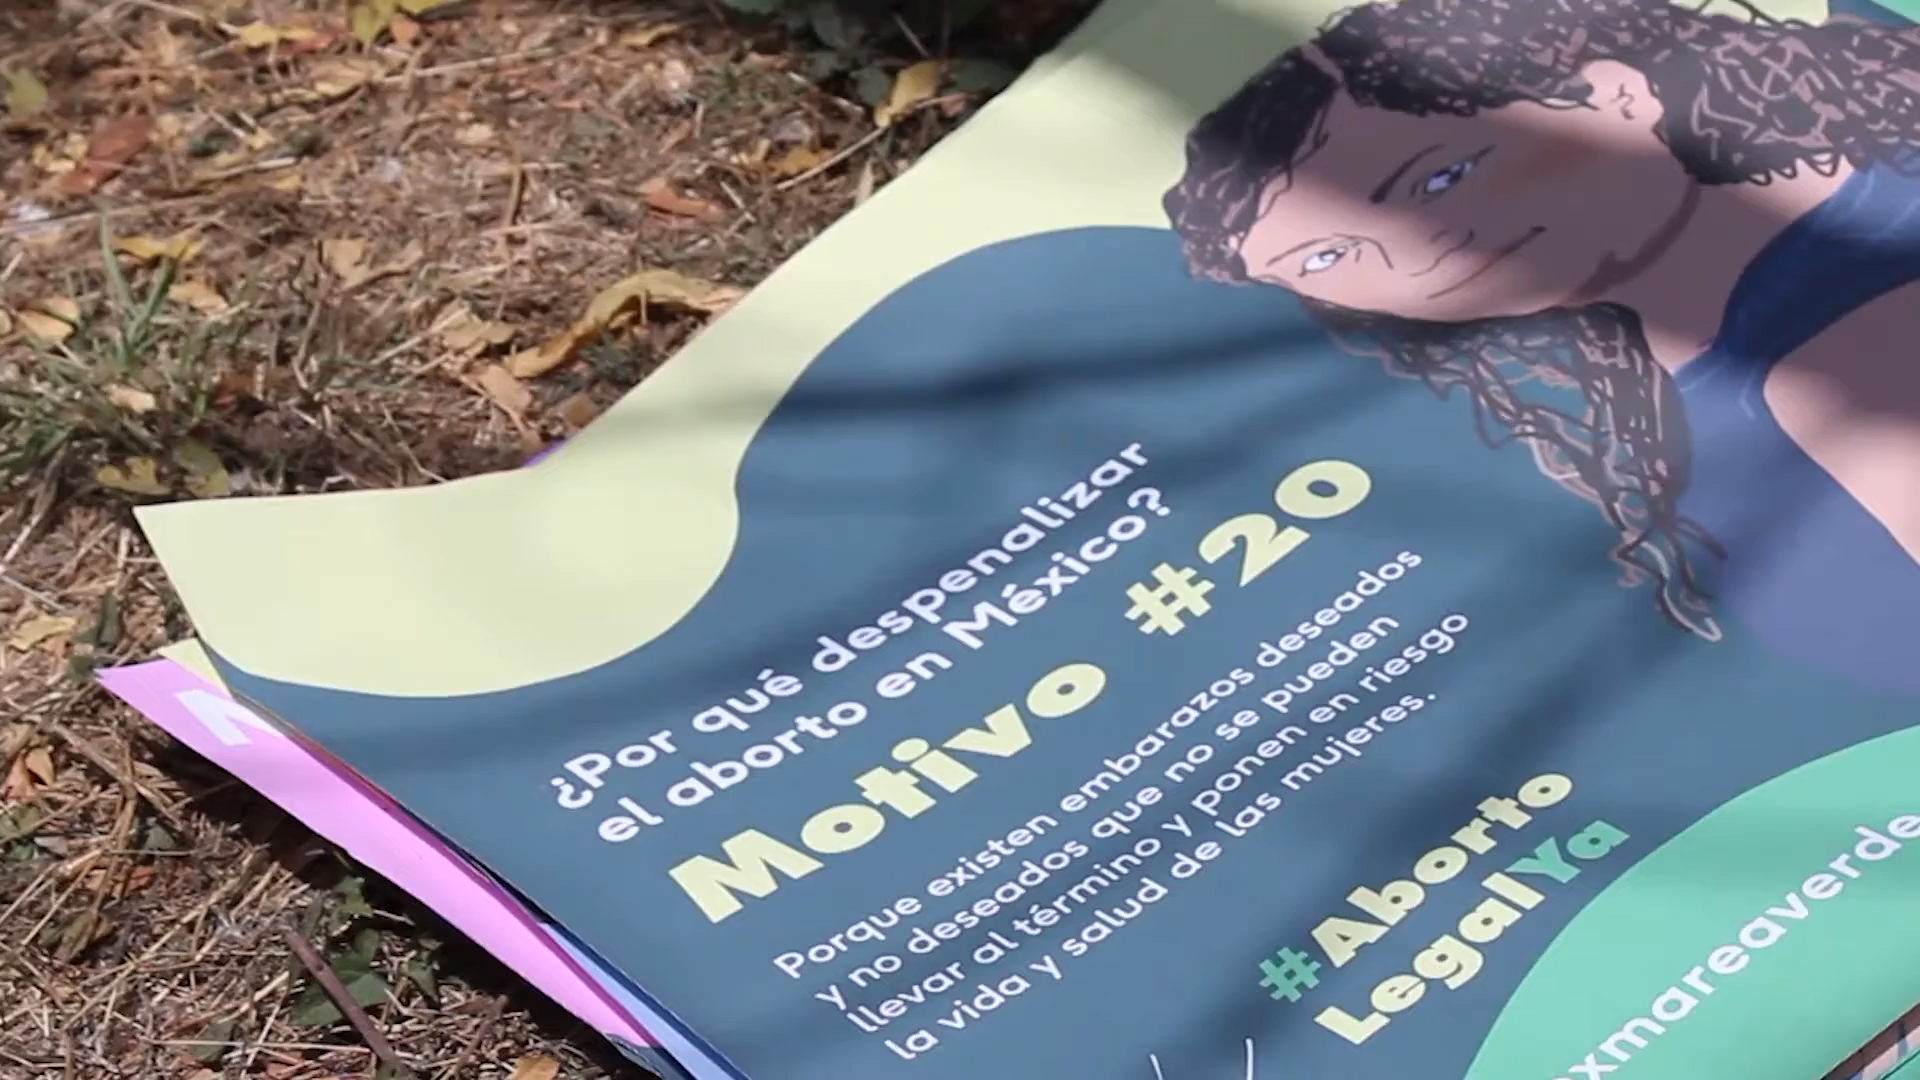 ¿Por qué despenalizar
el aborto en México?
Motivo #20
Porque existen embarazos deseados
y no deseados que no se pueden
llevar al término y ponen en riesgo
la vida y salud de las mujeres.
#Aborto
LegalYa
xmareaverde